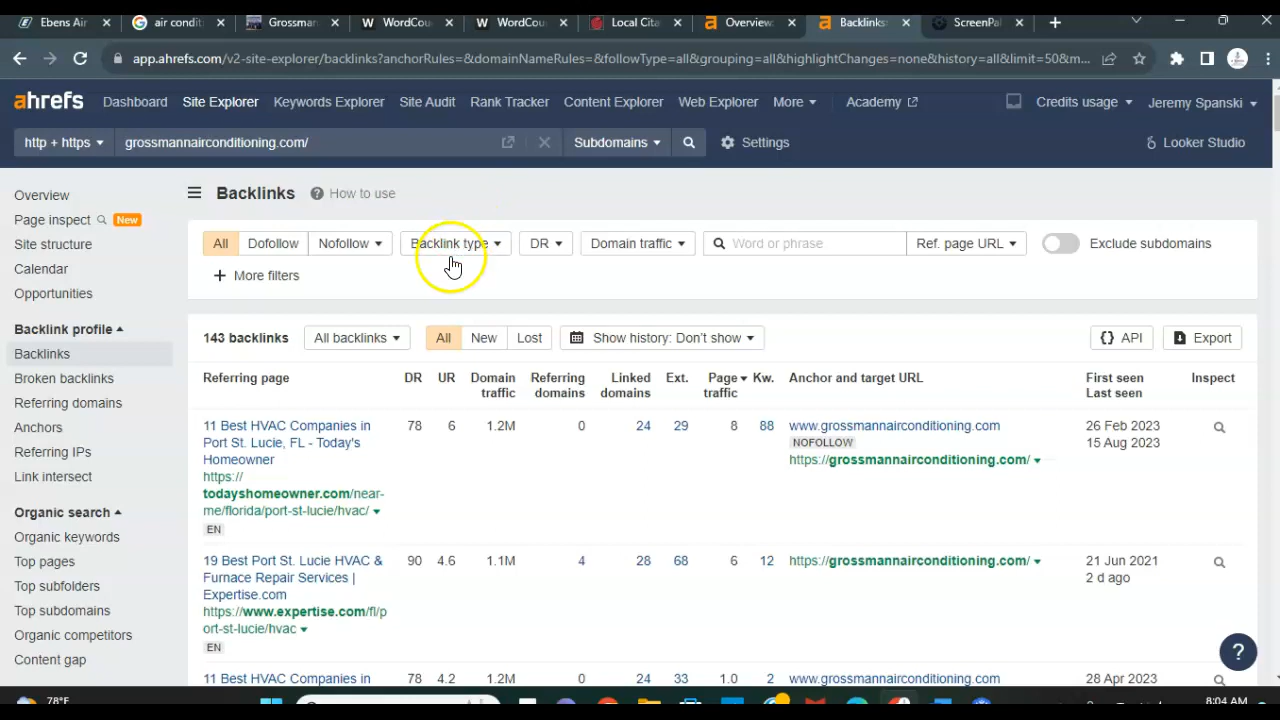 Ebens Air
air condit
Grossman
WordCou
WordCou
Local Cita
Overview:
Backlinks:
ScreenPal
app.ahrefs.com/v2-site-explorer/backlinks?anchorRules=&domainNameRules=&followType=all&grouping=all&highlightChanges=none&history=all&limit=50&m...
ahrefs Dashboard Site Explorer Keywords Explorer Site Audit Rank Tracker Content Explorer Web Explorer More Academy Credits usage Jeremy Spanski
http + https grossmannairconditioning.com/ Subdomains Settings Looker Studio
Overview
Page inspect New
Site structure
Calendar
Opportunities
Backlink profile
Backlinks
Broken backlinks
Referring domains
Anchors
Referring IPs
Link intersect
Organic search
Organic keywords
Top pages
Top subfolders
Top subdomains
Organic competitors
Content gap
Backlinks ? How to use
All Dofollow Nofollow Backlink type DR Domain traffic Word or phrase Ref. page URL Exclude subdomains
+ More filters
143 backlinks All backlinks All New Lost Show history: Don't show {} API Export
Referring page DR UR Domain traffic Referring domains Linked domains Ext. Page traffic Kw. Anchor and target URL First seen Last seen Inspect
11 Best HVAC Companies in
Port St. Lucie, FL - Today's
Homeowner
https://
todayshomeowner.com/near-
me/florida/port-st-lucie/hvac/
EN
78 6 1.2M 0 24 29 8 88
www.grossmannairconditioning.com
NOFOLLOW
https://grossmannairconditioning.com/
26 Feb 2023
15 Aug 2023
19 Best Port St. Lucie HVAC &
Furnace Repair Services |
Expertise.com
https://www.expertise.com/fl/p
ort-st-lucie/hvac
EN
90 4.6 1.1M 4 28 68 6 12
https://grossmannairconditioning.com/
21 Jun 2021
2 d ago
11 Best HVAC Companies in 78 4.2 1.2M 0 24 33 1.0 2 www.grossmannairconditioning.com 28 Apr 2023
?
78°F
8:04 AM